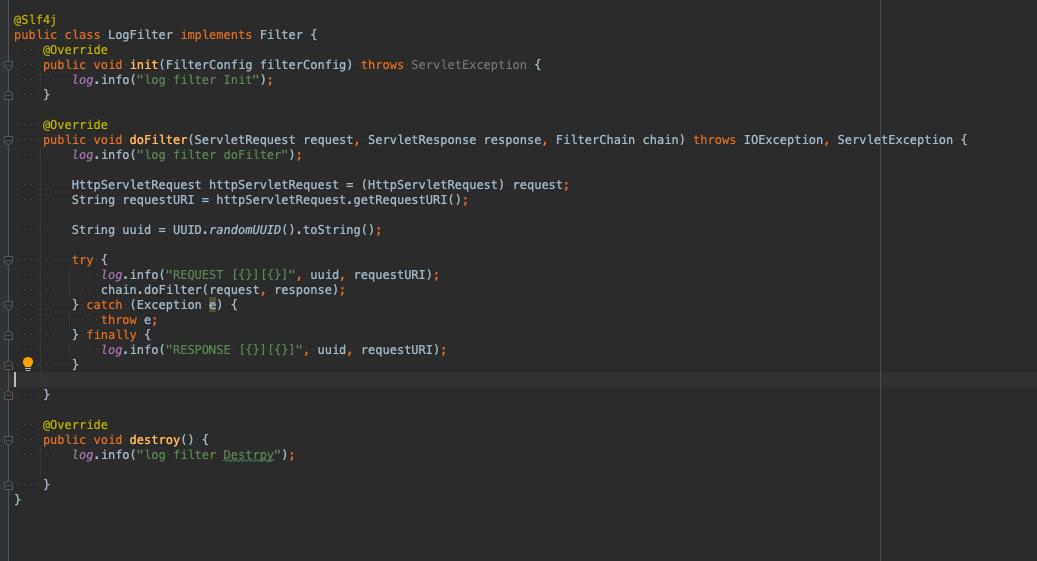 @Slf4j
public class LogFilter implements Filter {
    @Override
    public void init(FilterConfig filterConfig) throws ServletException {
        log.info("log filter Init");
    }
    @Override
    public void doFilter(ServletRequest request, ServletResponse response, FilterChain chain) throws IOException, ServletException {
        log.info("log filter doFilter");
        HttpServletRequest httpServletRequest = (HttpServletRequest) request;
        String requestURI = httpServletRequest.getRequestURI();
        String uuid = UUID.randomUUID().toString();
        try {
            log.info("REQUEST [{}][{}]", uuid, requestURI);
            chain.doFilter(request, response);
        } catch (Exception e) {
            throw e;
        } finally {
            log.info("RESPONSE [{}][{}]", uuid, requestURI);
        }
    }
    @Override
    public void destroy() {
        log.info("log filter Destrpy");
    }
}